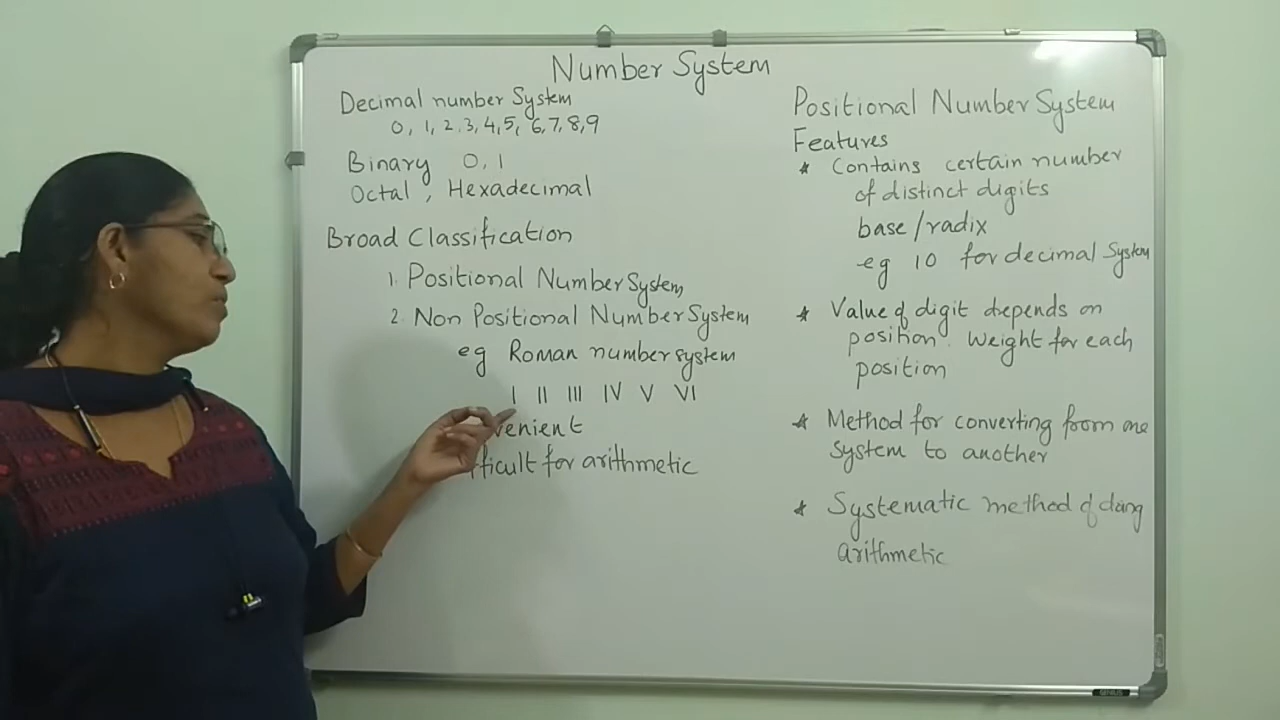 Number System
Decimal number System
0, 1, 2, 3, 4, 5, 6, 7, 8, 9
Binary 0, 1
Octal, Hexadecimal
Broad Classification
1. Positional Number System
2. Non Positional Number System
eg Roman number system
I II III IV V VI
for arithmetic
Positional Number System
Features
* Contains certain number
of distinct digits
base/radix
eg 10 for decimal System
* Value of digit depends on
position. Weight for each
position
* Method for converting from one
system to another
* Systematic method of doing
arithmetic